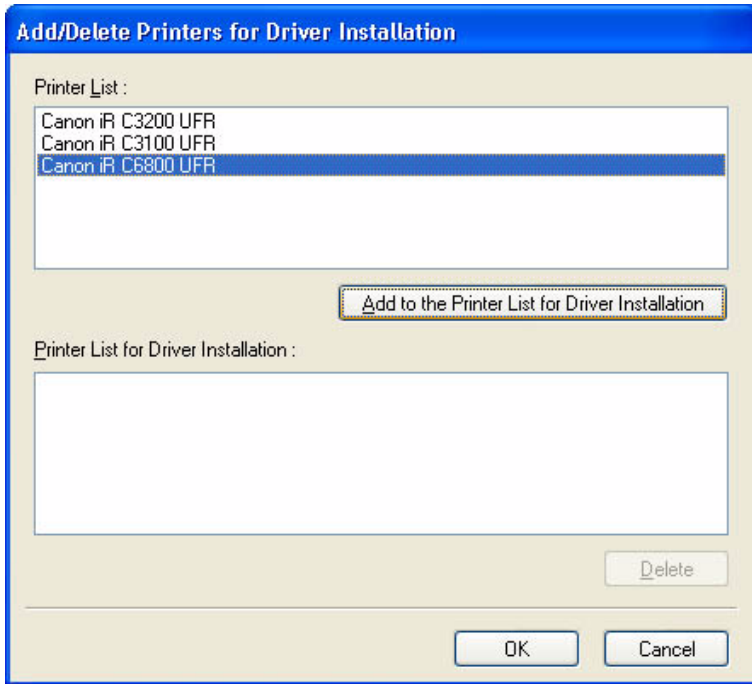 Add/Delete Printers for Driver Installation
Printer List :
Canon iR C3200 UFR
Canon iR C3100 UFR
Canon iR C6800 UFR
Add to the Printer List for Driver Installation
Printer List for Driver Installation :
Delete
OK Cancel